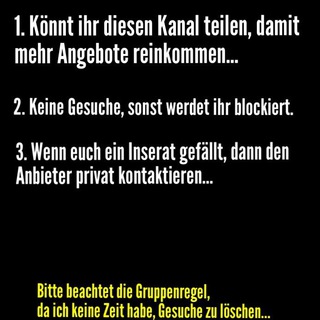 1. Könnt ihr diesen Kanal teilen, damit
mehr Angebote reinkommen...
2. Keine Gesuche, sonst werdet ihr blockiert.
3. Wenn euch ein Inserat gefällt, dann den
Anbieter privat kontaktieren...
Bitte beachtet die Gruppenregel,
da ich keine Zeit habe, Gesuche zu löschen...